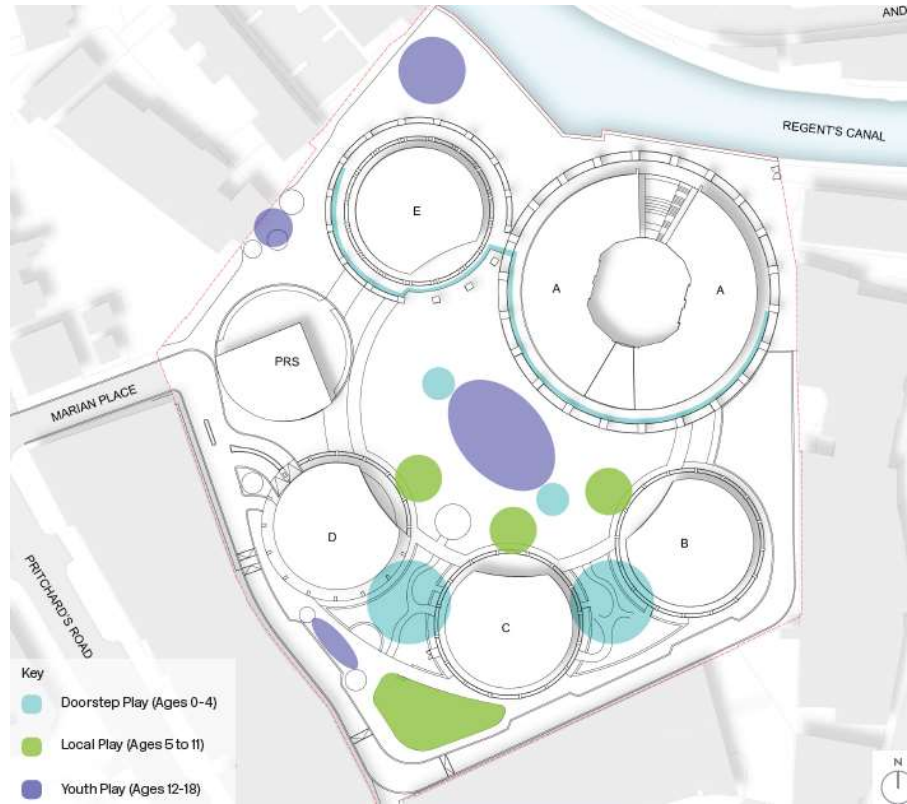 AND
REGENT'S CANAL
E
A
A
PRS
MARIAN PLACE
D
B
C
PRITCHARD'S ROAD
Key
Doorstep Play (Ages 0-4)
Local Play (Ages 5 to 11)
Youth Play (Ages 12-18)
N